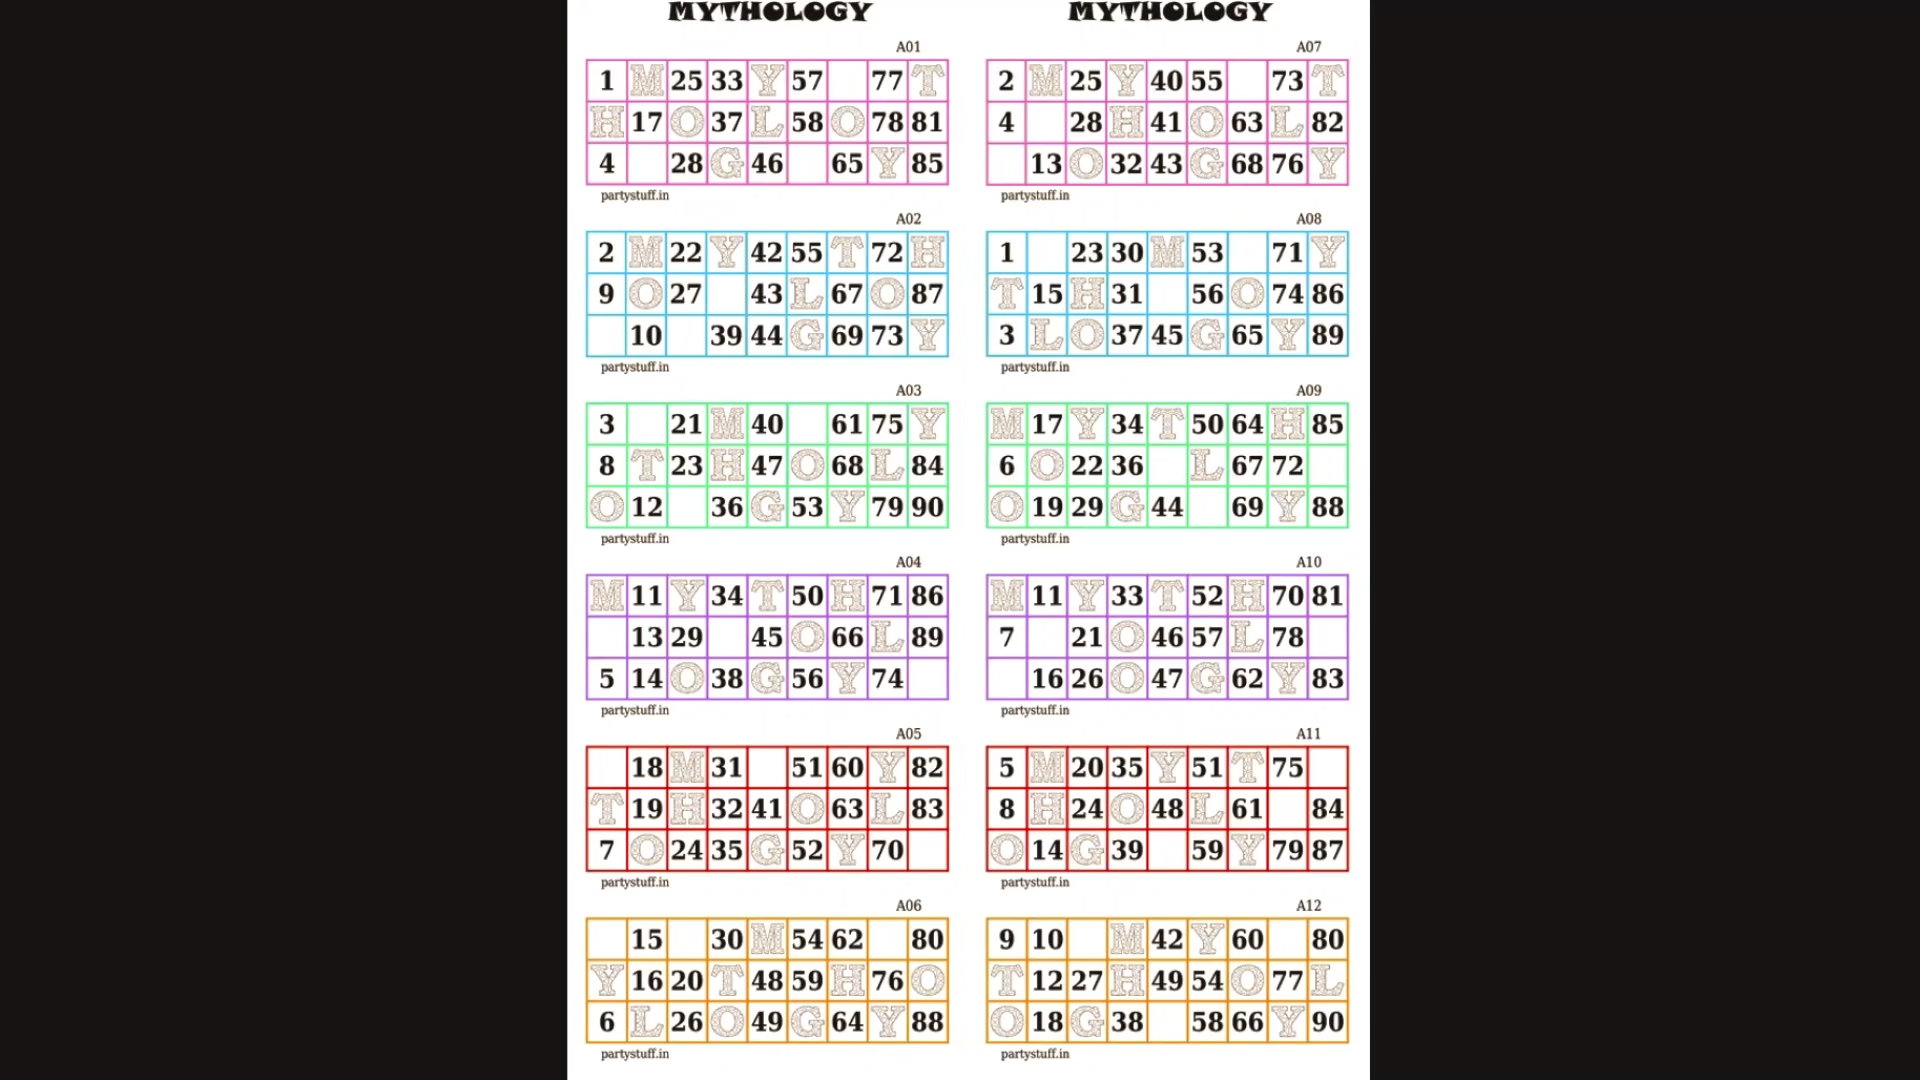 MYTHOLOGY
A01
1 M 25 33 Y 57 77 T
H 17 O 37 L 58 O 78 81
4 28 G 46 65 Y 85
partystuff.in
A02
2 M 22 Y 42 55 T 72 H
9 O 27 43 L 67 O 87
10 39 44 G 69 73 Y
partystuff.in
A03
3 21 M 40 61 75 Y
8 T 23 H 47 O 68 L 84
O 12 36 G 53 Y 79 90
partystuff.in
A04
M 11 Y 34 T 50 H 71 86
13 29 45 O 66 L 89
5 14 O 38 G 56 Y 74
partystuff.in
A05
18 M 31 51 60 Y 82
T 19 H 32 41 O 63 L 83
7 O 24 35 G 52 Y 70
partystuff.in
A06
15 30 M 54 62 80
Y 16 20 T 48 59 H 76 O
6 L 26 O 49 G 64 Y 88
partystuff.in
MYTHOLOGY
A07
2 M 25 Y 40 55 73 T
4 28 H 41 O 63 L 82
13 O 32 43 G 68 76 Y
partystuff.in
A08
1 23 30 M 53 71 Y
T 15 H 31 56 O 74 86
3 L O 37 45 G 65 Y 89
partystuff.in
A09
M 17 Y 34 T 50 64 H 85
6 O 22 36 L 67 72
O 19 29 G 44 69 Y 88
partystuff.in
A10
M 11 Y 33 T 52 H 70 81
7 21 O 46 57 L 78
16 26 O 47 G 62 Y 83
partystuff.in
A11
5 M 20 35 Y 51 T 75
8 H 24 O 48 L 61 84
O 14 G 39 59 Y 79 87
partystuff.in
A12
9 10 M 42 Y 60 80
T 12 27 H 49 54 O 77 L
O 18 G 38 58 66 Y 90
partystuff.in